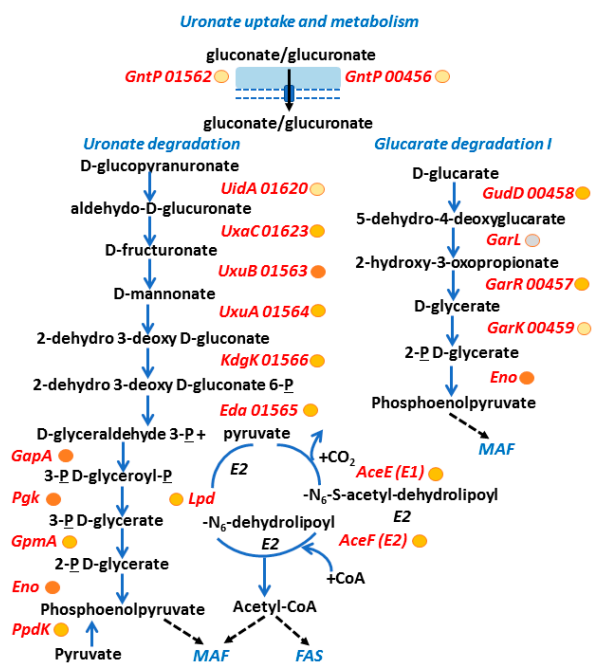 Uronate uptake and metabolism
gluconate/glucuronate
GntP 01562
GntP 00456
gluconate/glucuronate
Uronate degradation
Glucarate degradation I
D-glucopyranuronate
D-glucarate
UidA 01620
GudD 00458
aldehydo-D-glucuronate
5-dehydro-4-deoxyglucarate
UxaC 01623
GarL
D-fructuronate
2-hydroxy-3-oxopropionate
UxuB 01563
GarR 00457
D-mannonate
D-glycerate
UxuA 01564
GarK 00459
2-dehydro 3-deoxy D-gluconate
2-P D-glycerate
KdgK 01566
Eno
2-dehydro 3-deoxy D-gluconate 6-P
Phosphoenolpyruvate
Eda 01565
D-glyceraldehyde 3-P + pyruvate
MAF
GapA
+CO2
E2
AceE (E1)
3-P D-glyceroyl-P
Pgk
Lpd
-N6-S-acetyl-dehydrolipoyl
E2
3-P D-glycerate
-N6-dehydrolipoyl
GpmA
E2
AceF (E2)
2-P D-glycerate
+CoA
Eno
Phosphoenolpyruvate
Acetyl-CoA
PpdK
Pyruvate
MAF
FAS